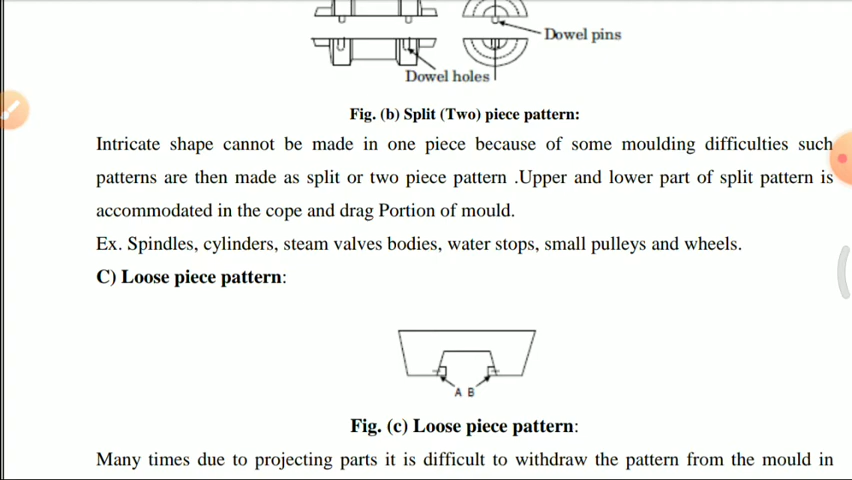 Dowel pins
Dowel holes
Fig. (b) Split (Two) piece pattern:
Intricate shape cannot be made in one piece because of some moulding difficulties such
patterns are then made as split or two piece pattern .Upper and lower part of split pattern is
accommodated in the cope and drag Portion of mould.
Ex. Spindles, cylinders, steam valves bodies, water stops, small pulleys and wheels.
C) Loose piece pattern:
A B
Fig. (c) Loose piece pattern:
Many times due to projecting parts it is difficult to withdraw the pattern from the mould in